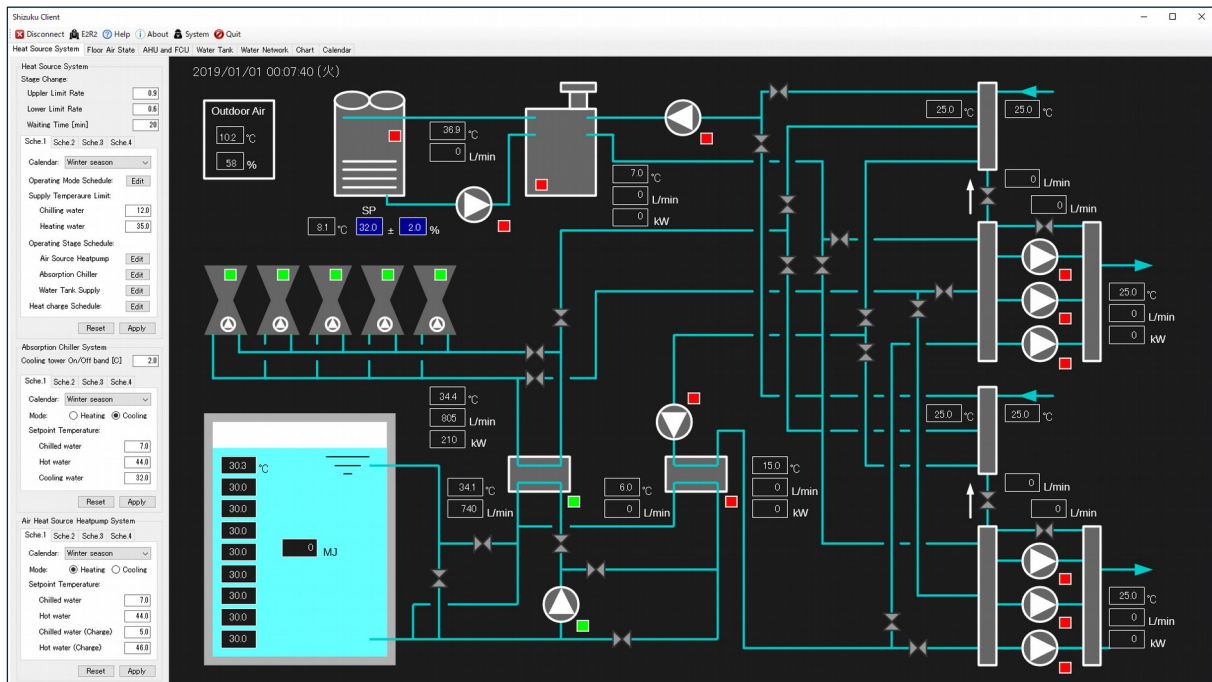 Shizuku Client
Disconnect E2R2 Help About System Quit
Heat Source System Floor Air State AHU and FCU Water Tank Water Network Chart Calendar
Heat Source System
Stage Change:
Uppler Limit Rate 0.9
Lower Limit Rate 0.6
Waiting Time [min] 20
Sche.1 Sche.2 Sche.3 Sche.4
Calendar: Winter season
Operating Mode Schedule: Edit
Supply Temperaure Limit:
Chilling water 12.0
Heating water 35.0
Operating Stage Schedule:
Air Source Heatpump Edit
Absorption Chiller Edit
Water Tank Supply Edit
Heat charge Schedule: Edit
Reset Apply
Absorption Chiller System
Cooling tower On/Off band [C] 2.0
Sche.1 Sche.2 Sche.3 Sche.4
Calendar: Winter season
Mode: Heating Cooling
Setpoint Temperature:
Chilled water 7.0
Hot water 44.0
Cooling water 32.0
Reset Apply
Air Heat Source Heatpump System
Sche.1 Sche.2 Sche.3 Sche.4
Calendar: Winter season
Mode: Heating Cooling
Setpoint Temperature:
Chilled water 7.0
Hot water 44.0
Chilled water (Charge) 5.0
Hot water (Charge) 46.0
Reset Apply
2019/01/01 00:07:40 (火)
Outdoor Air
10.2 °C
58 %
36.9 °C
0 L/min
SP
8.1 °C 32.0 ± 2.0 %
7.0 °C
0 L/min
0 kW
25.0 °C 25.0 °C
0 L/min
0 L/min
25.0 °C
0 L/min
0 kW
34.4 °C
805 L/min
210 kW
34.1 °C
740 L/min
6.0 °C
0 L/min
15.0 °C
0 L/min
0 kW
25.0 °C 25.0 °C
0 L/min
0 L/min
25.0 °C
0 L/min
0 kW
30.3 °C
30.0
30.0
30.0
30.0
30.0
30.0
30.0
30.0
0 MJ